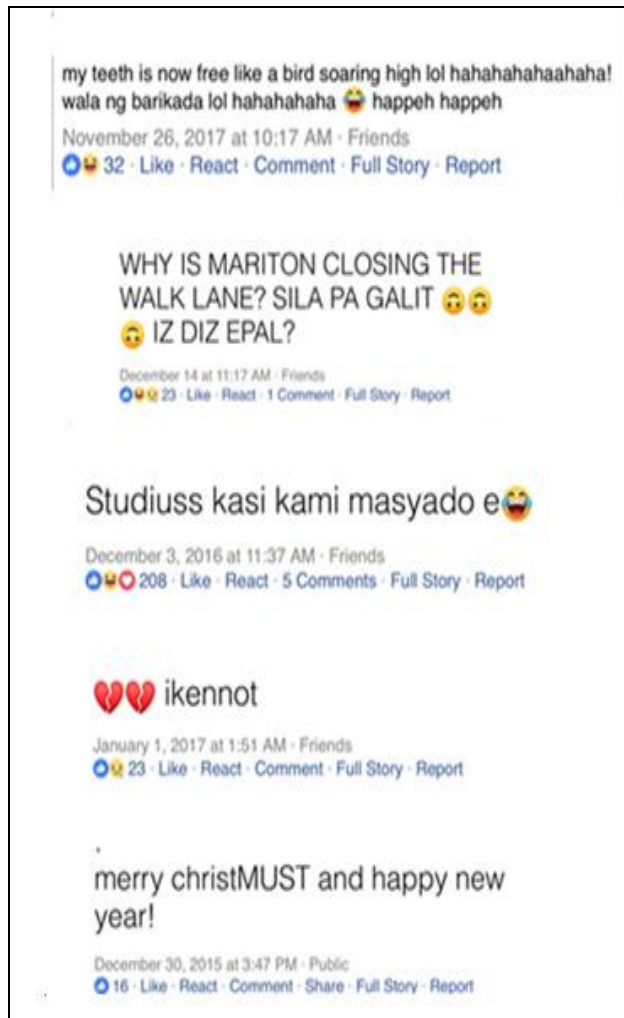 my teeth is now free like a bird soaring high lol hahahahahaahaha!
wala ng barikada lol hahahahaha 😂 happeh happeh
November 26, 2017 at 10:17 AM · Friends
32 · Like · React · Comment · Full Story · Report
WHY IS MARITON CLOSING THE
WALK LANE? SILA PA GALIT 🙃🙃
🙃 IZ DIZ EPAL?
December 14 at 11:17 AM · Friends
23 · Like · React · 1 Comment · Full Story · Report
Studiuss kasi kami masyado e😂
December 3, 2016 at 11:37 AM · Friends
208 · Like · React · 5 Comments · Full Story · Report
💔💔 ikennot
January 1, 2017 at 1:51 AM · Friends
23 · Like · React · Comment · Full Story · Report
merry christMUST and happy new
year!
December 30, 2015 at 3:47 PM · Public
16 · Like · React · Comment · Share · Full Story · Report